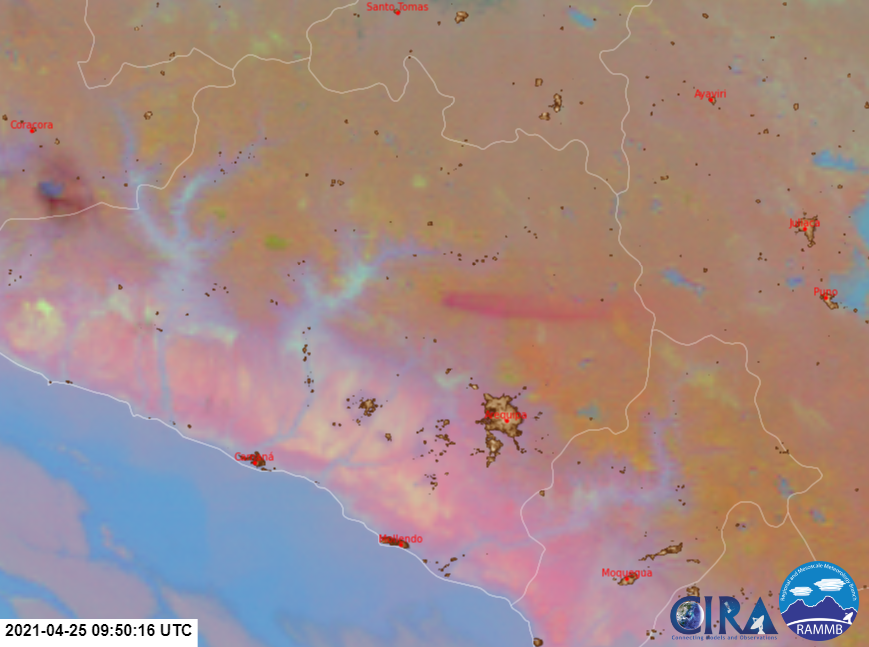 Santo Tomas
Ayaviri
Coracora
Juliaca
Puno
Arequipa
Camaná
Mollendo
Moquegua
2021-04-25 09:50:16 UTC
CIRA
Connecting Models and Observations
Regional and Mesoscale Meteorology Branch
RAMMB